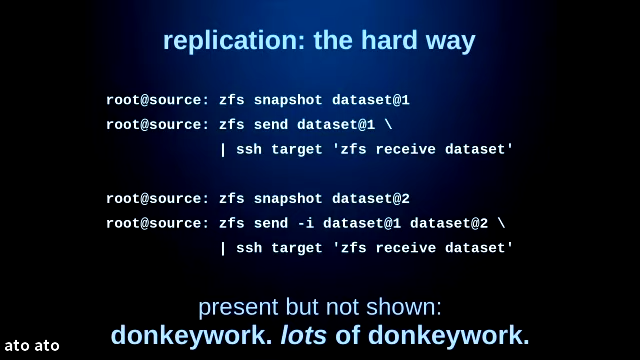 replication: the hard way
root@source: zfs snapshot dataset@1
root@source: zfs send dataset@1 \
| ssh target 'zfs receive dataset'
root@source: zfs snapshot dataset@2
root@source: zfs send -i dataset@1 dataset@2 \
| ssh target 'zfs receive dataset'
present but not shown:
donkeywork. lots of donkeywork.
ato ato